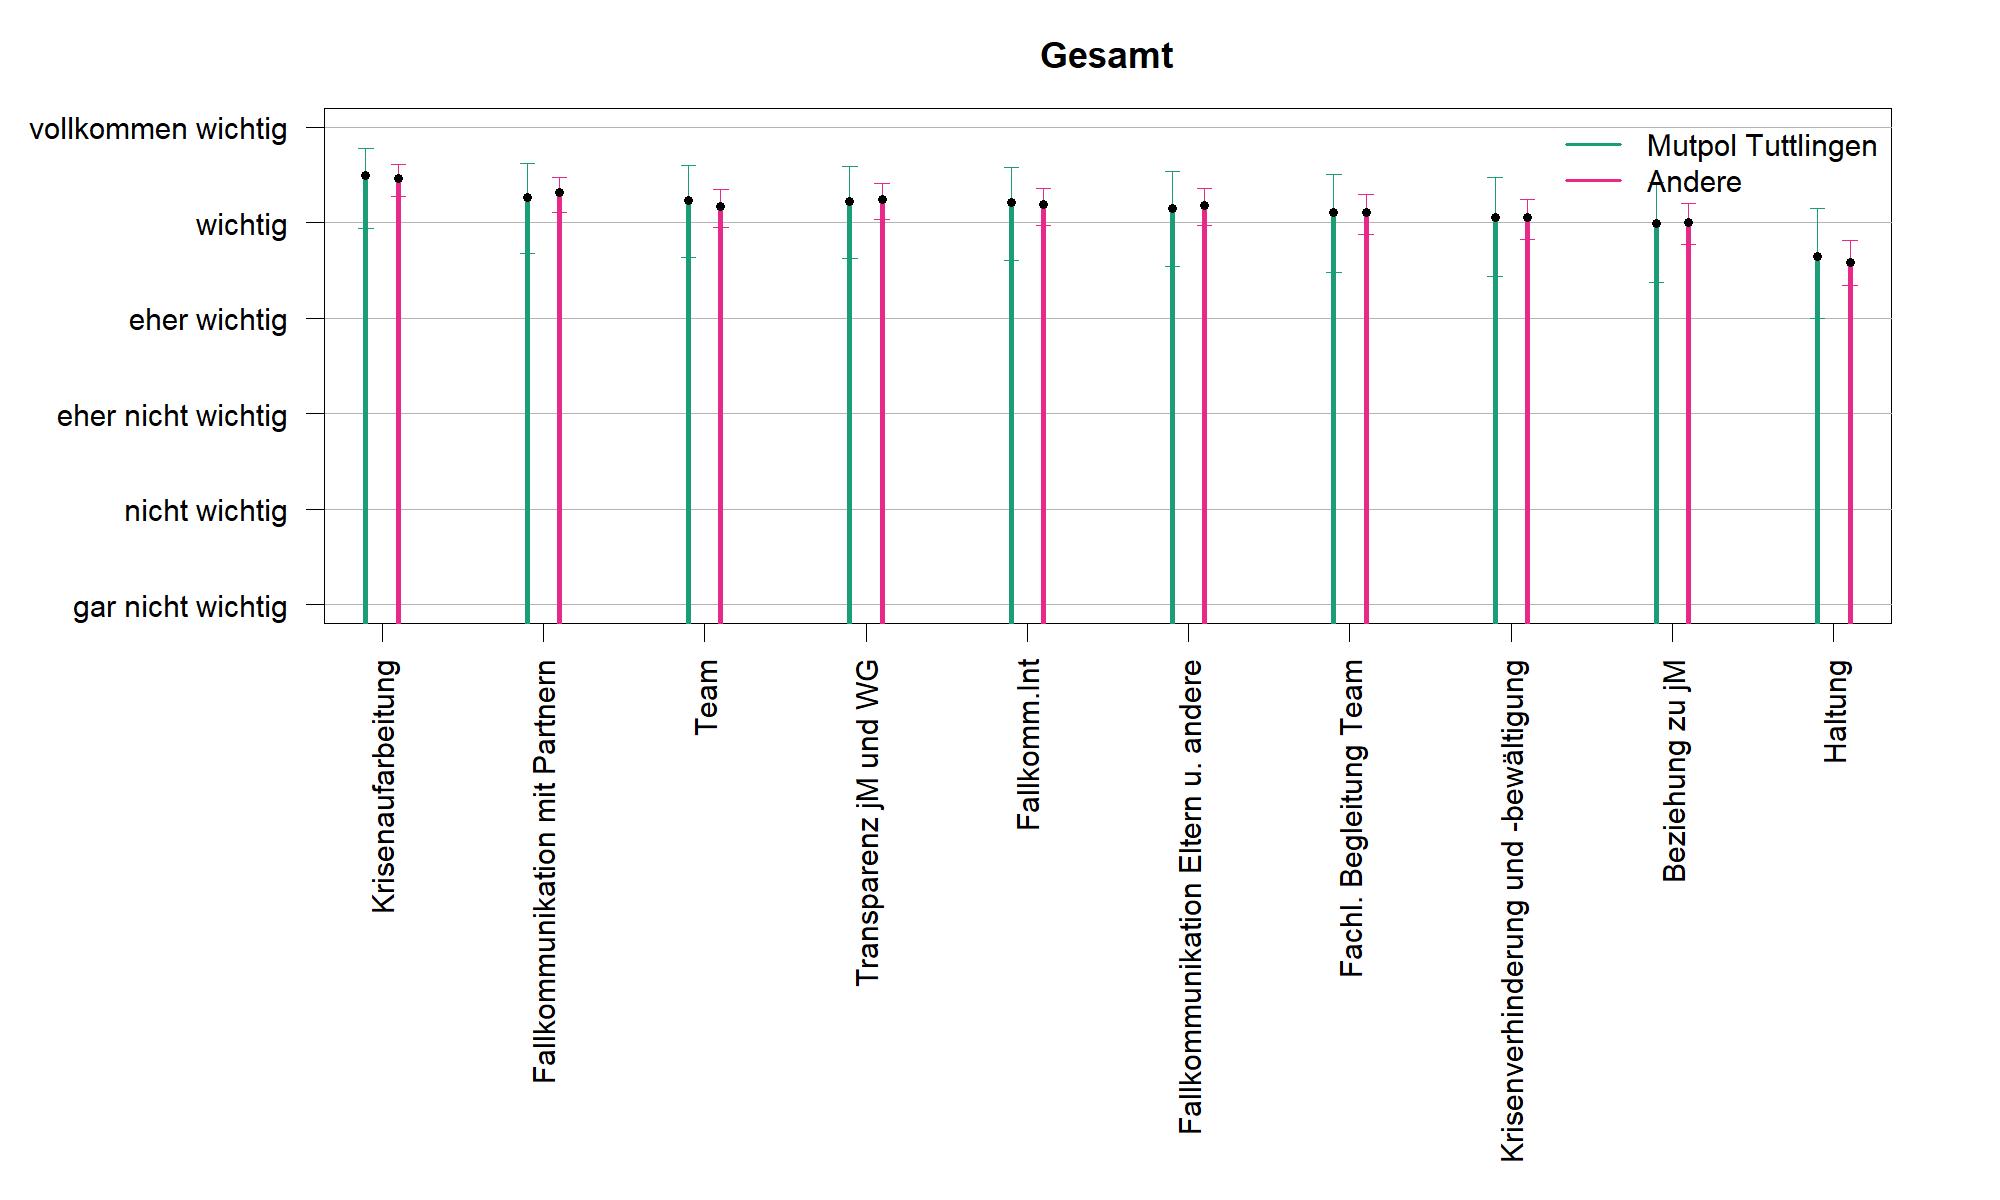 Gesamt
vollkommen wichtig
wichtig
eher wichtig
eher nicht wichtig
nicht wichtig
gar nicht wichtig
Mutpol Tuttlingen
Andere
Krisenaufarbeitung
Fallkommunikation mit Partnern
Team
Transparenz jM und WG
Fallkomm.Int
Fallkommunikation Eltern u. andere
Fachl. Begleitung Team
Krisenverhinderung und -bewältigung
Beziehung zu jM
Haltung